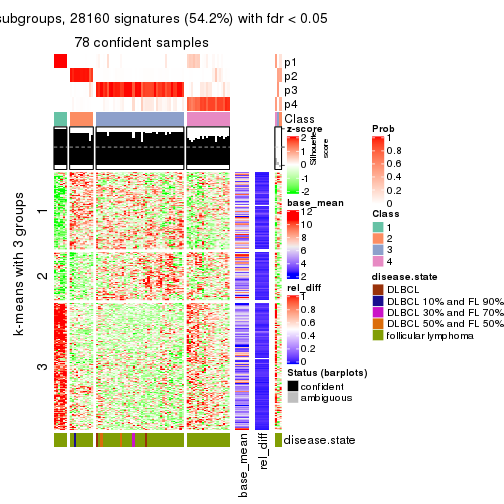 subgroups, 28160 signatures (54.2%) with fdr < 0.05
78 confident samples
p1
p2
p3
p4
Class
Silhouette
score
1
2
3
k-means with 3 groups
disease.state
base_mean
rel_diff
z-score
2
1
0
-1
-2
base_mean
12
10
8
6
4
2
rel_diff
1
0.8
0.6
0.4
0.2
0
Status (barplots)
confident
ambiguous
Prob
1
0.8
0.6
0.4
0.2
0
Class
1
2
3
4
disease.state
DLBCL
DLBCL 10% and FL 90%
DLBCL 30% and FL 70%
DLBCL 50% and FL 50%
follicular lymphoma